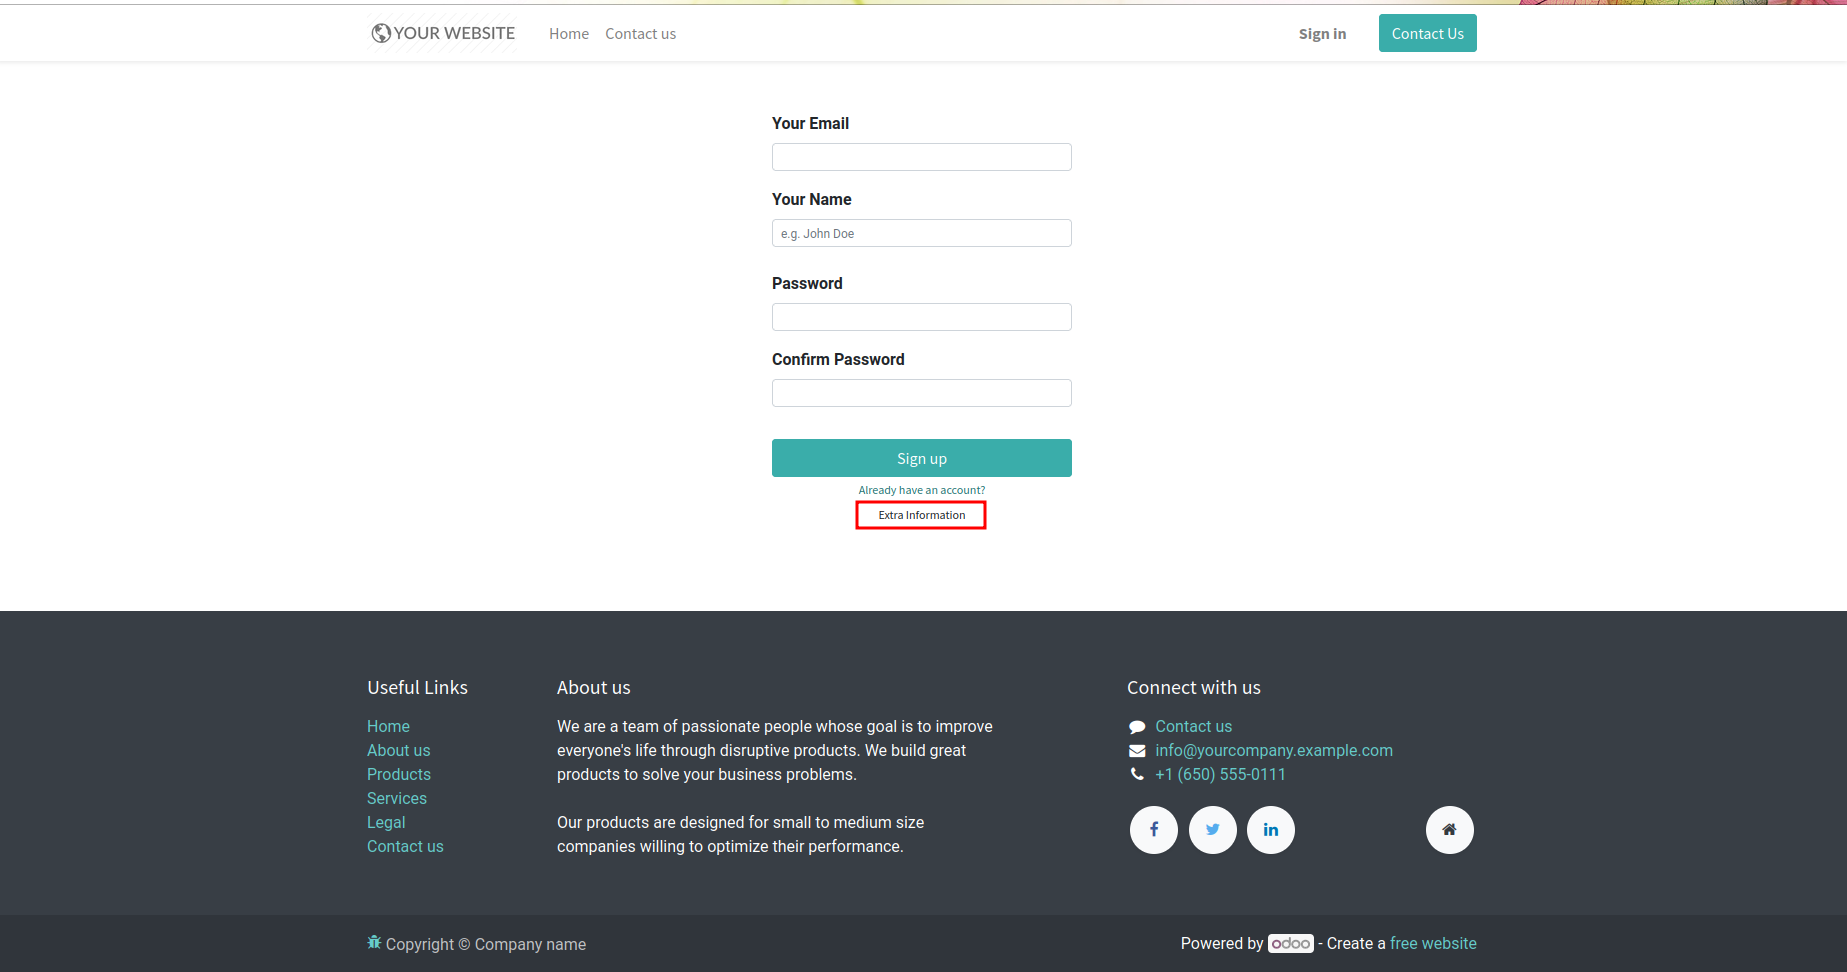 YOUR WEBSITE Home Contact us Sign in Contact Us
Your Email
Your Name
e.g. John Doe
Password
Confirm Password
Sign up
Already have an account?
Extra Information
Useful Links
Home
About us
Products
Services
Legal
Contact us
About us
We are a team of passionate people whose goal is to improve
everyone's life through disruptive products. We build great
products to solve your business problems.
Our products are designed for small to medium size
companies willing to optimize their performance.
Connect with us
Contact us
info@yourcompany.example.com
+1 (650) 555-0111
Copyright © Company name
Powered by odoo - Create a free website